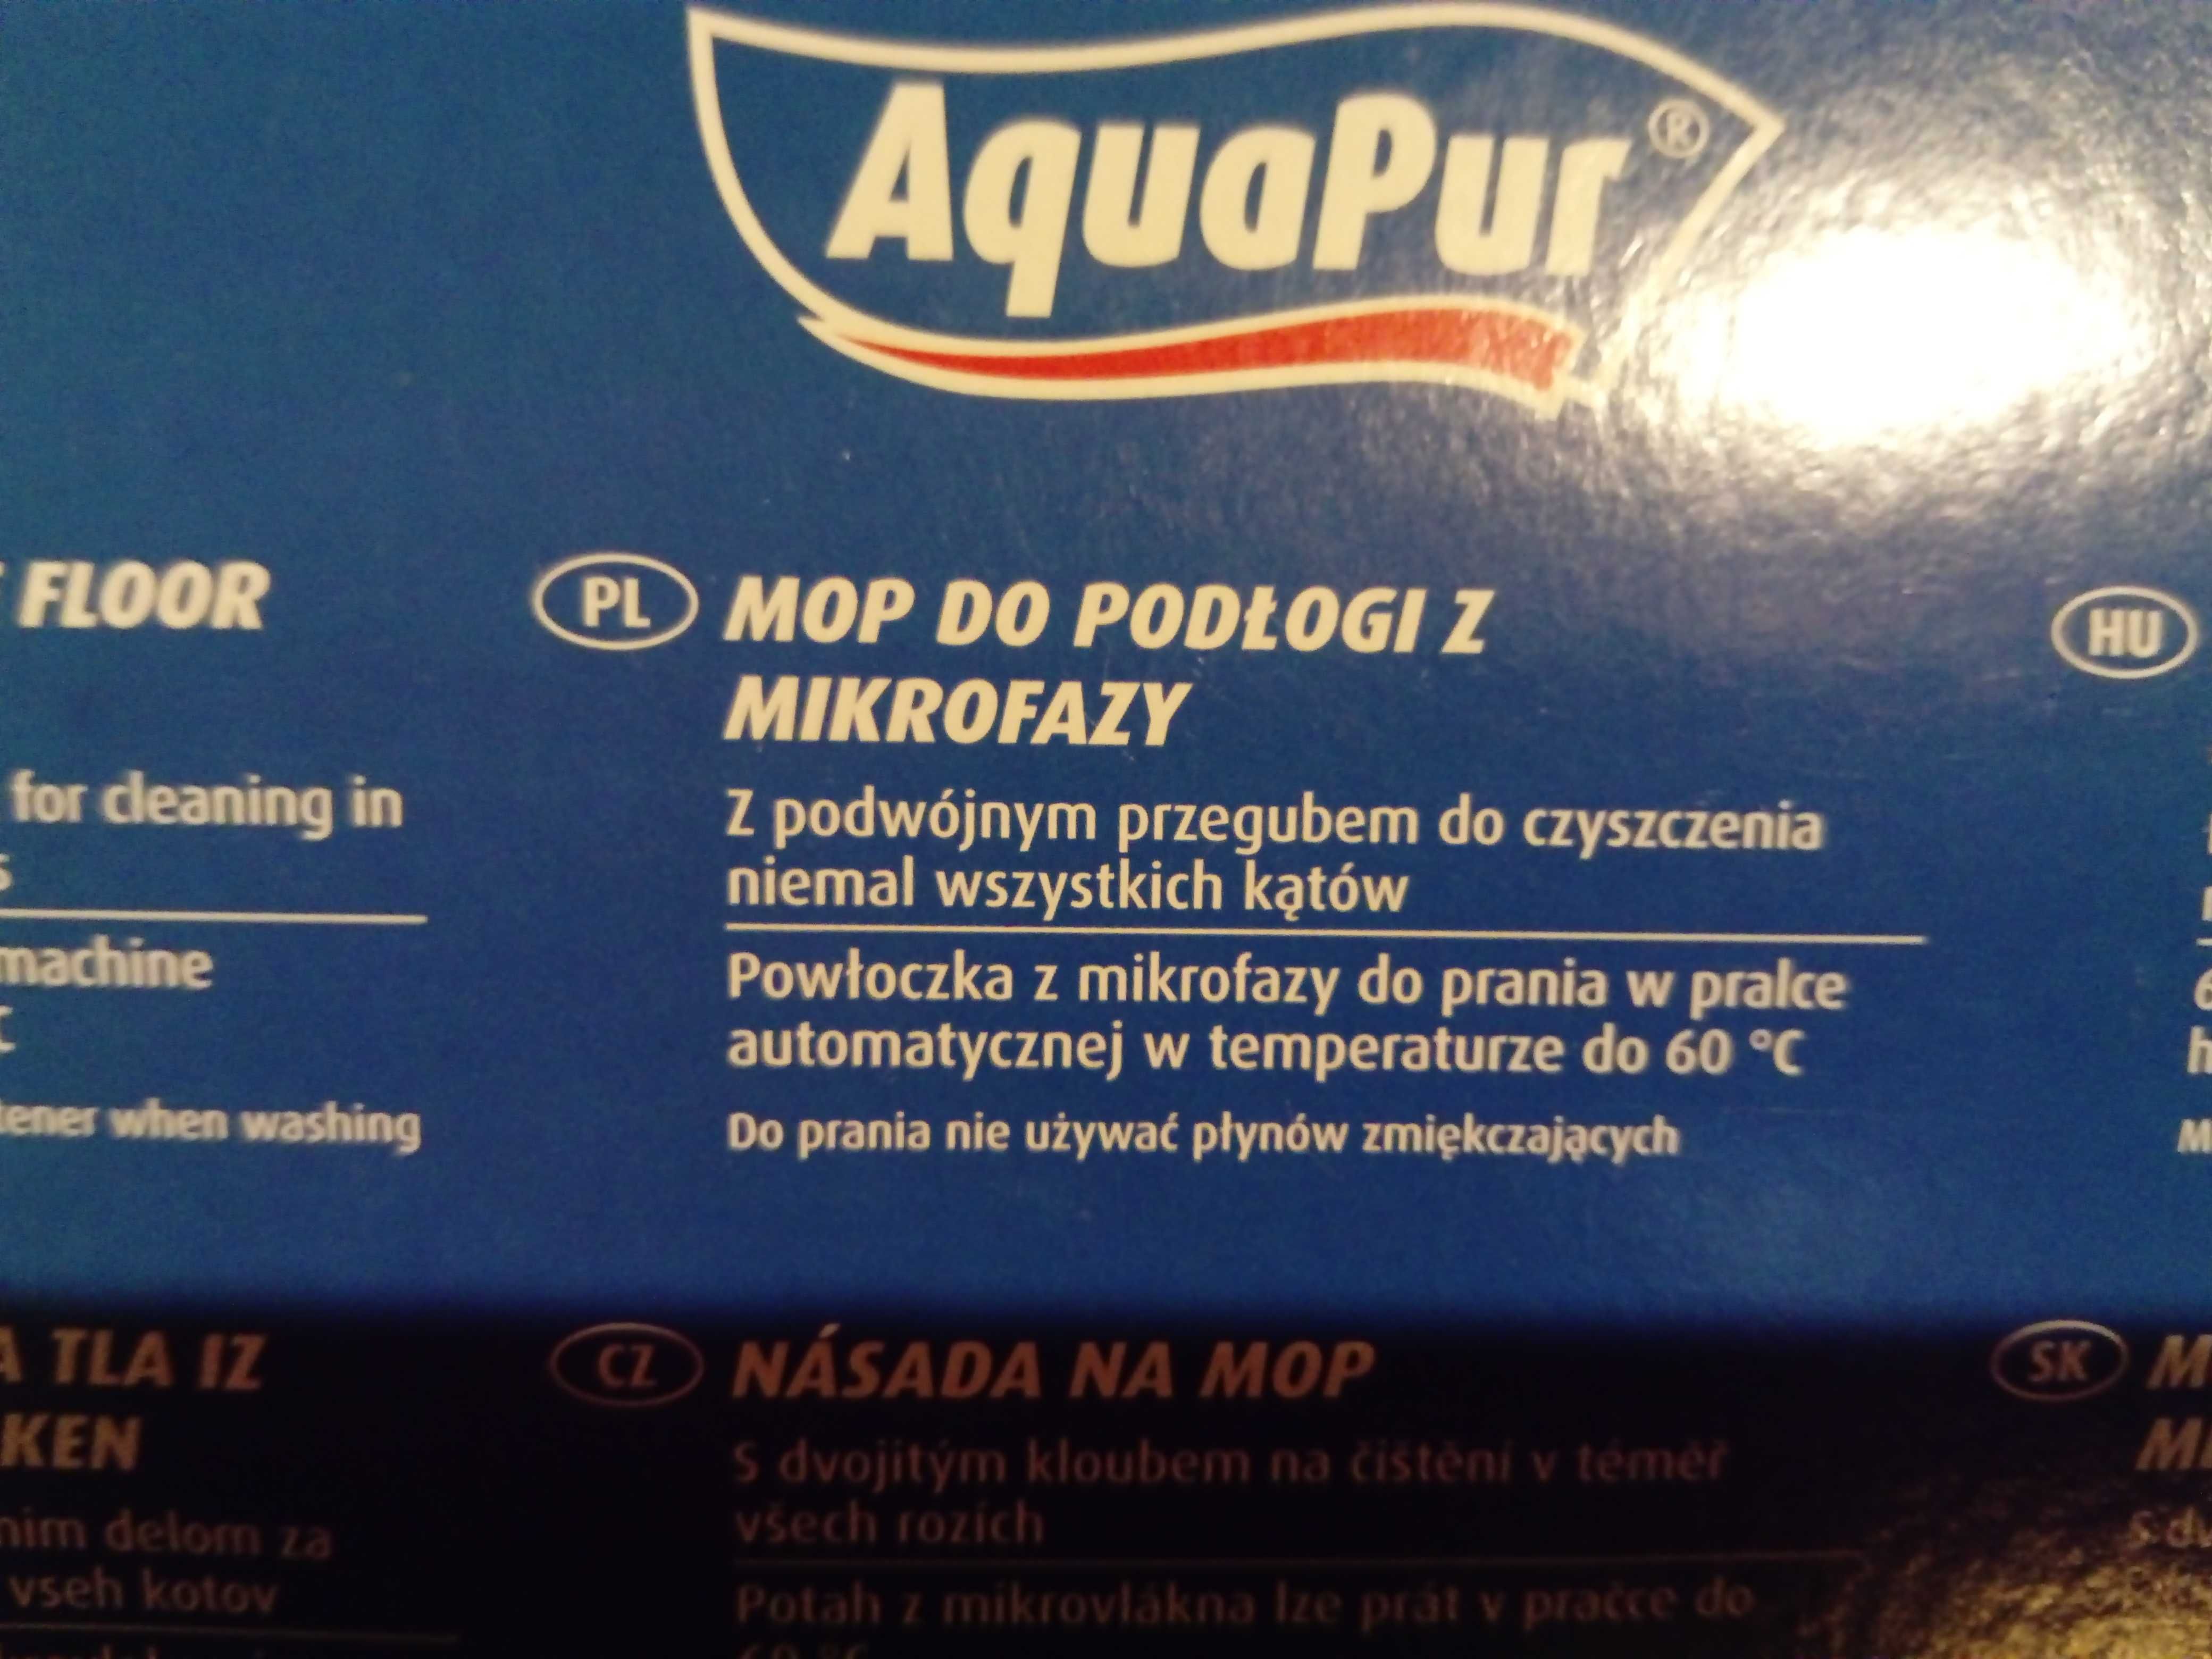 AquaPur®
FLOOR
for cleaning in
machine
when washing
PL MOP DO PODŁOGI Z
MIKROFAZY
Z podwójnym przegubem do czyszczenia
niemal wszystkich kątów
Powłoczka z mikrofazy do prania w pralce
automatycznej w temperaturze do 60 °C
Do prania nie używać płynów zmiękczających
HU
TLA IZ
vseh kotov
delom za
CZ NÁSADA NA MOP
S dvojitým kloubem na čištění v téměř
všech rozích
Potah z mikrovlákna lze prát v pračce do
60 °C
SK